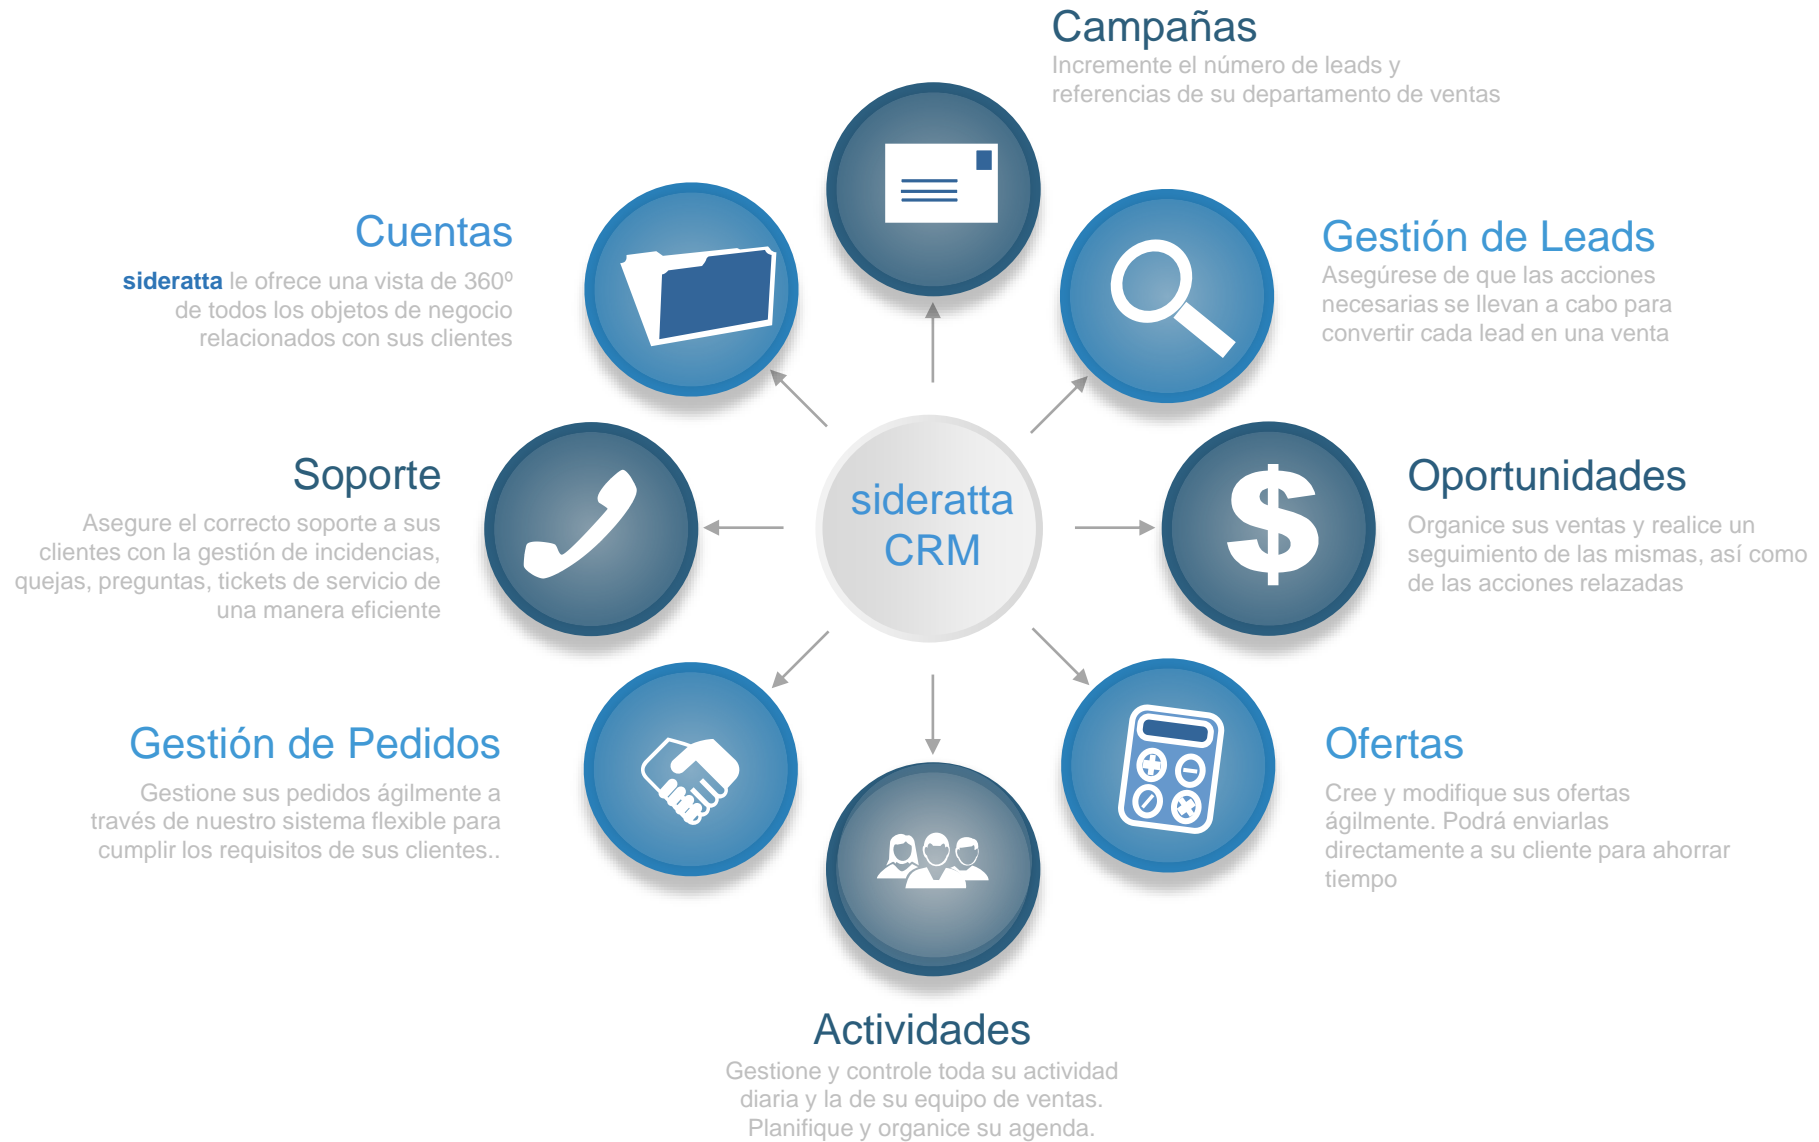 Campañas
Incremente el número de leads y
referencias de su departamento de ventas
Cuentas
sideratta le ofrece una vista de 360º
de todos los objetos de negocio
relacionados con sus clientes
Gestión de Leads
Asegúrese de que las acciones
necesarias se llevan a cabo para
convertir cada lead en una venta
Soporte
Asegure el correcto soporte a sus
clientes con la gestión de incidencias,
quejas, preguntas, tickets de servicio de
una manera eficiente
sideratta
CRM
Oportunidades
Organice sus ventas y realice un
seguimiento de las mismas, así como
de las acciones relazadas
Gestión de Pedidos
Gestione sus pedidos ágilmente a
través de nuestro sistema flexible para
cumplir los requisitos de sus clientes..
Ofertas
Cree y modifique sus ofertas
ágilmente. Podrá enviarlas
directamente a su cliente para ahorrar
tiempo
Actividades
Gestione y controle toda su actividad
diaria y la de su equipo de ventas.
Planifique y organice su agenda.